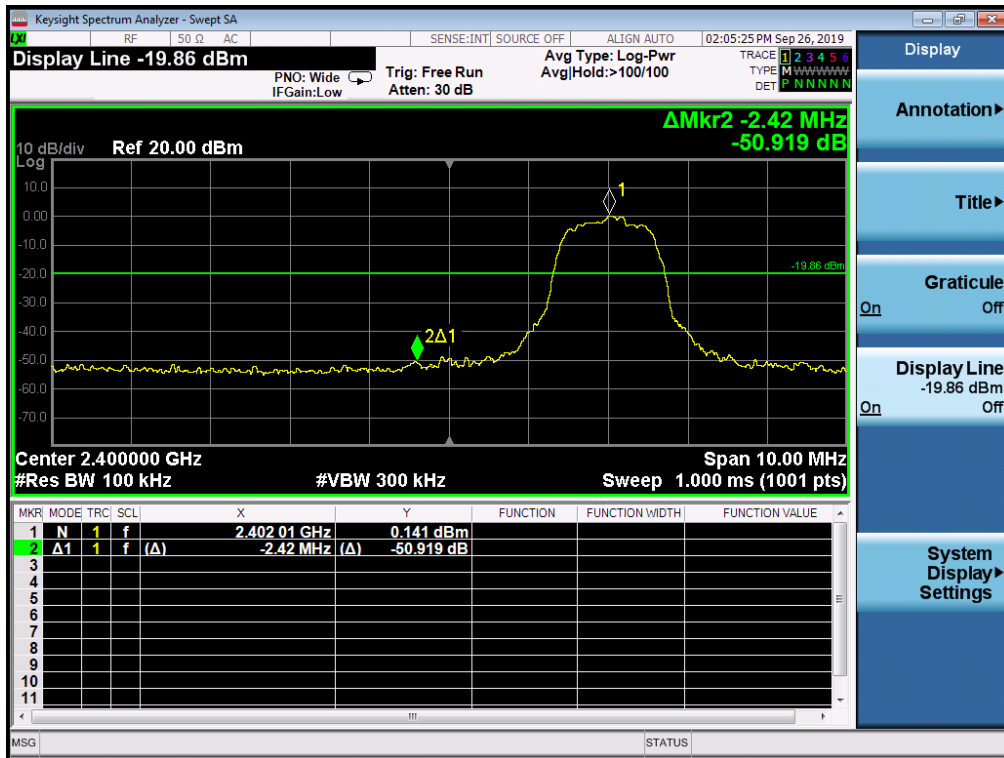 Keysight Spectrum Analyzer - Swept SA
LXI RF 50 Ω AC SENSE:INT SOURCE OFF ALIGN AUTO 02:05:25 PM Sep 26, 2019
Display Line -19.86 dBm
PNO: Wide
IFGain:Low
Trig: Free Run
Atten: 30 dB
Avg Type: Log-Pwr
Avg|Hold:>100/100
TRACE 1 2 3 4 5 6
TYPE M WWWWW
DET P N N N N N
ΔMkr2 -2.42 MHz
-50.919 dB
10 dB/div Ref 20.00 dBm
Log
10.0
0.00
-10.0
-20.0
-30.0
-40.0
-50.0
-60.0
-70.0
1
-19.86 dBm
2Δ1
Center 2.400000 GHz Span 10.00 MHz
#Res BW 100 kHz #VBW 300 kHz Sweep 1.000 ms (1001 pts)
MKR MODE TRC SCL X Y FUNCTION FUNCTION WIDTH FUNCTION VALUE
1 N 1 f 2.402 01 GHz 0.141 dBm
2 Δ1 1 f (Δ) -2.42 MHz (Δ) -50.919 dB
3
4
5
6
7
8
9
10
11
MSG STATUS
Display
Annotation
Title
Graticule
On Off
Display Line
-19.86 dBm
On Off
System
Display
Settings